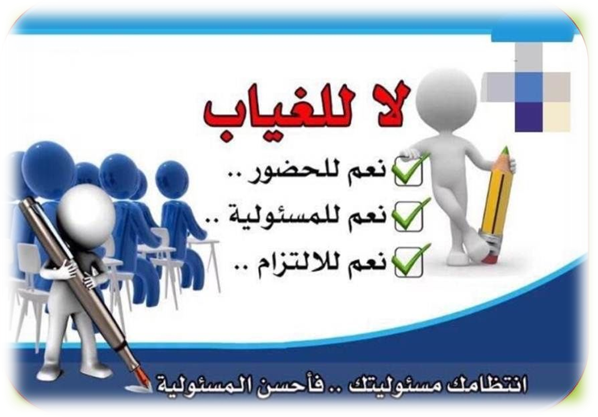 لا للغياب
نعم للحضور ..
نعم للمسئولية ..
نعم للالتزام ..
انتظامك مسئوليتك .. فأحسن المسئولية